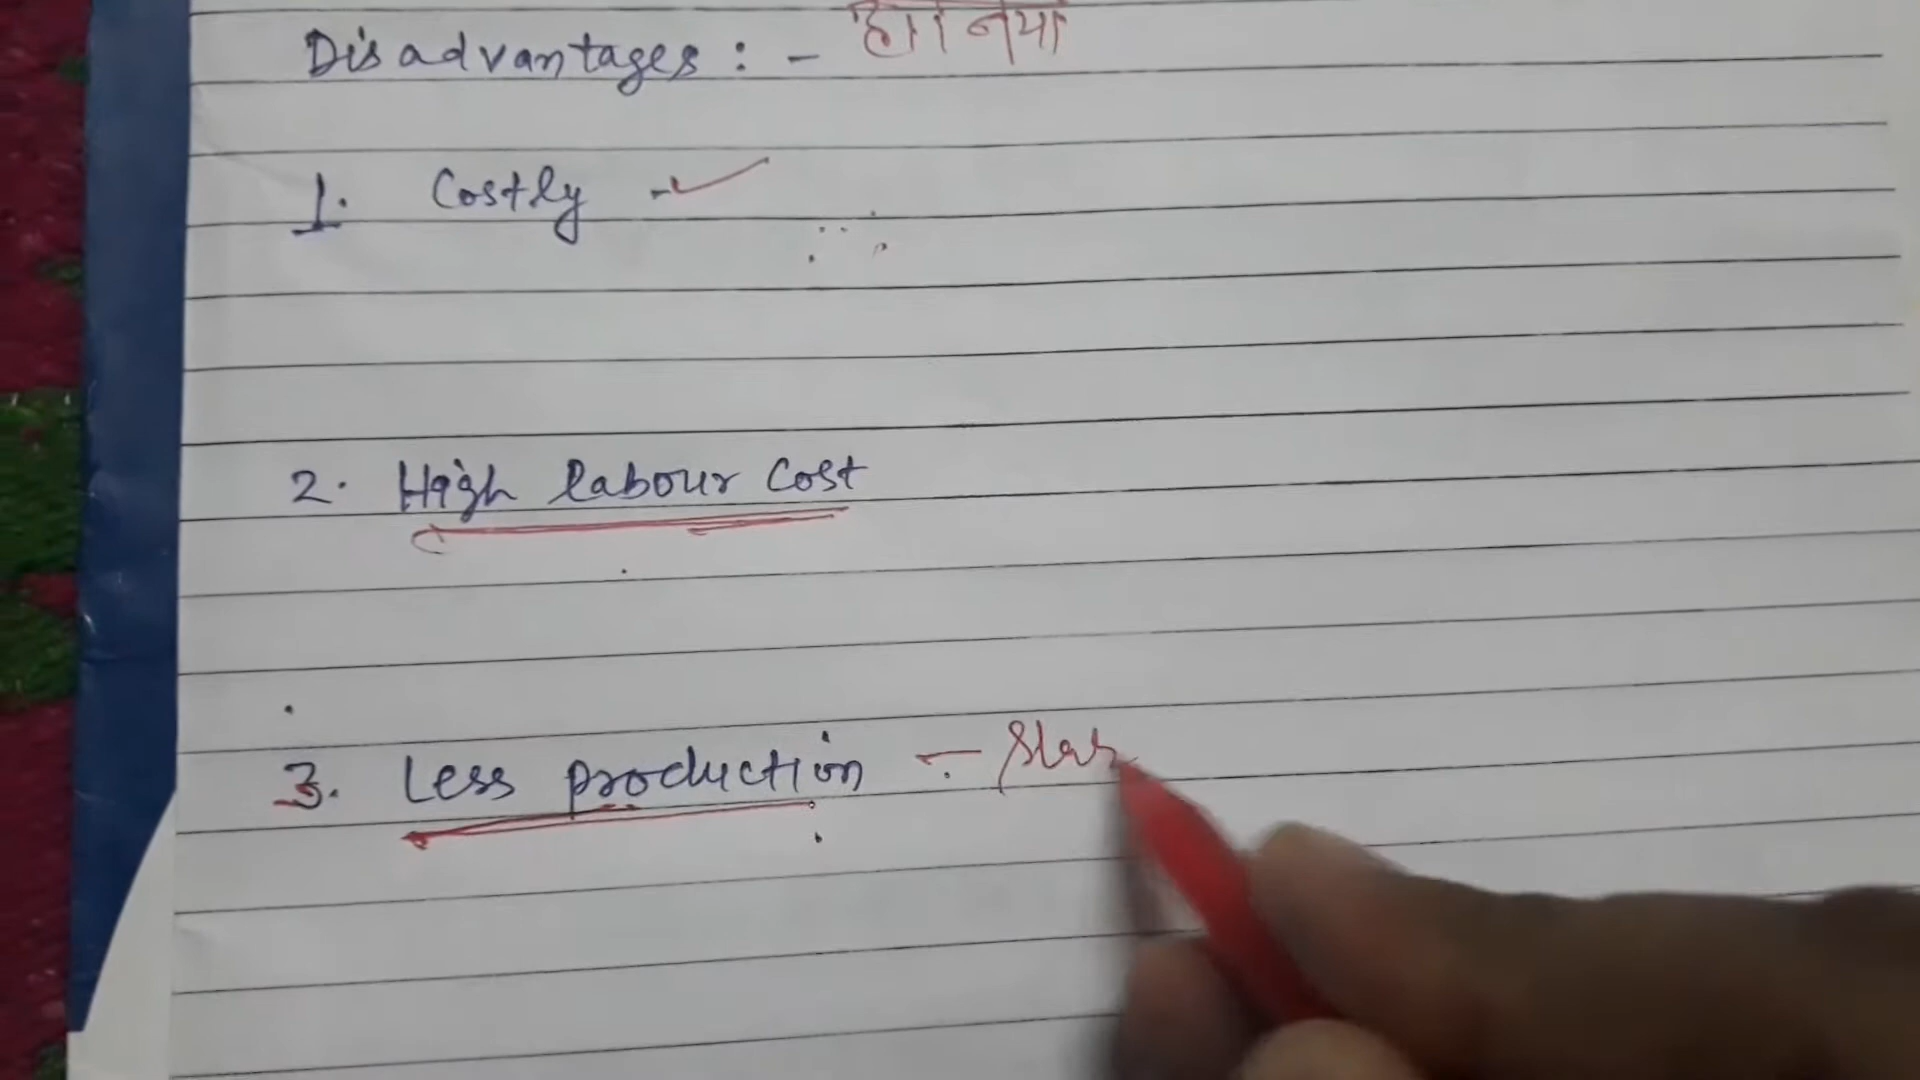 Disadvantages : - हानियां
1. Costly -
2. High labour cost
3. Less production -